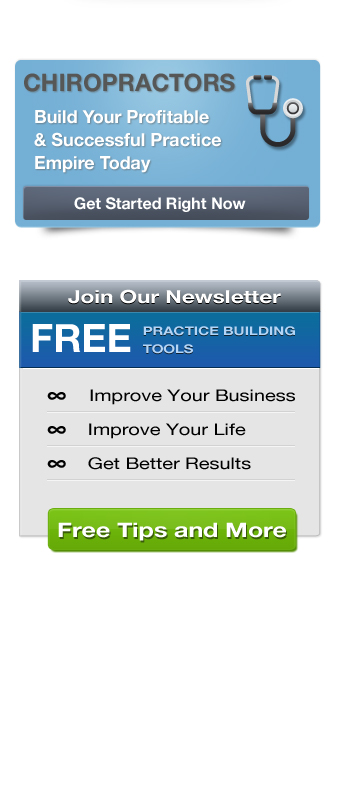 CHIROPRACTORS
Build Your Profitable
& Successful Practice
Empire Today
Get Started Right Now
Join Our Newsletter
FREE PRACTICE BUILDING
TOOLS
∞ Improve Your Business
∞ Improve Your Life
∞ Get Better Results
Free Tips and More